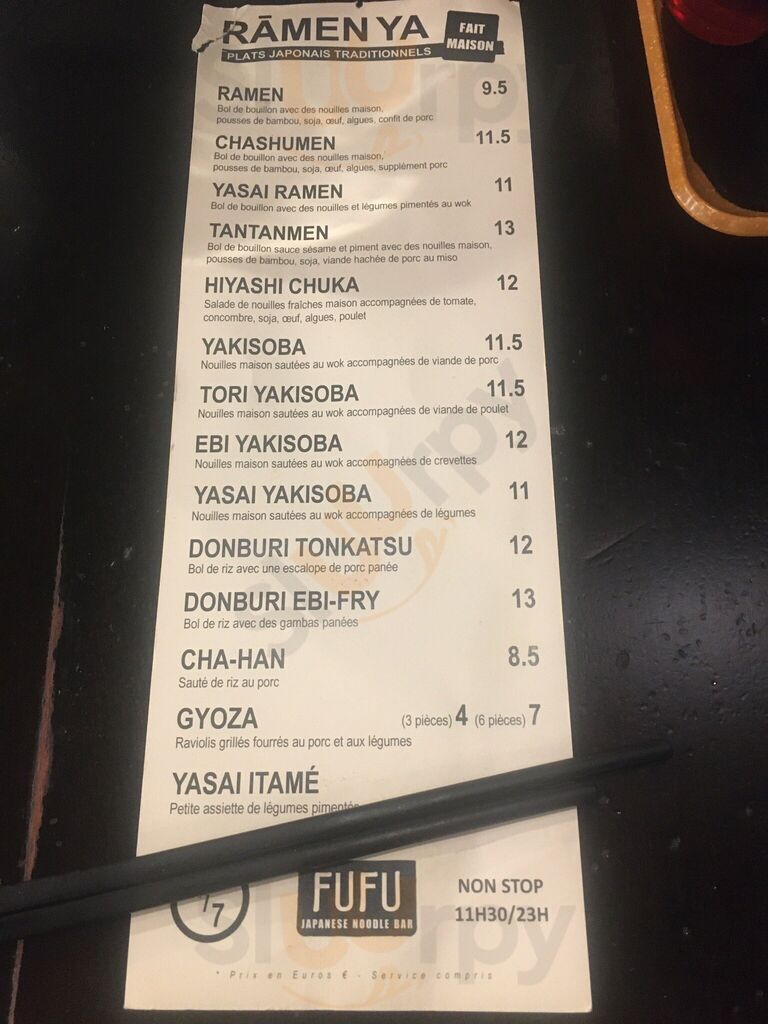 RĀMEN YA
FAIT MAISON
PLATS JAPONAIS TRADITIONNELS
RAMEN 9.5
Bol de bouillon avec des nouilles maison,
pousses de bambou, soja, œuf, algues, confit de porc
CHASHUMEN 11.5
Bol de bouillon avec des nouilles maison,
pousses de bambou, soja, œuf, algues, supplément porc
YASAI RAMEN 11
Bol de bouillon avec des nouilles et légumes pimentés au wok
TANTANMEN 13
Bol de bouillon sauce sésame et piment avec des nouilles maison,
pousses de bambou, soja, viande hachée de porc au miso
HIYASHI CHUKA 12
Salade de nouilles fraîches maison accompagnées de tomate,
concombre, soja, œuf, algues, poulet
YAKISOBA 11.5
Nouilles maison sautées au wok accompagnées de viande de porc
TORI YAKISOBA 11.5
Nouilles maison sautées au wok accompagnées de viande de poulet
EBI YAKISOBA 12
Nouilles maison sautées au wok accompagnées de crevettes
YASAI YAKISOBA 11
Nouilles maison sautées au wok accompagnées de légumes
DONBURI TONKATSU 12
Bol de riz avec une escalope de porc panée
DONBURI EBI-FRY 13
Bol de riz avec des gambas panées
CHA-HAN 8.5
Sauté de riz au porc
GYOZA (3 pièces) 4 (6 pièces) 7
Raviolis grillés fourrés au porc et aux légumes
YASAI ITAMÉ
Petite assiette de légumes pimentés
/7
FUFU
JAPANESE NOODLE BAR
NON STOP
11H30/23H
* Prix en Euros € - Service compris
slurpy
slurpy
slurpy